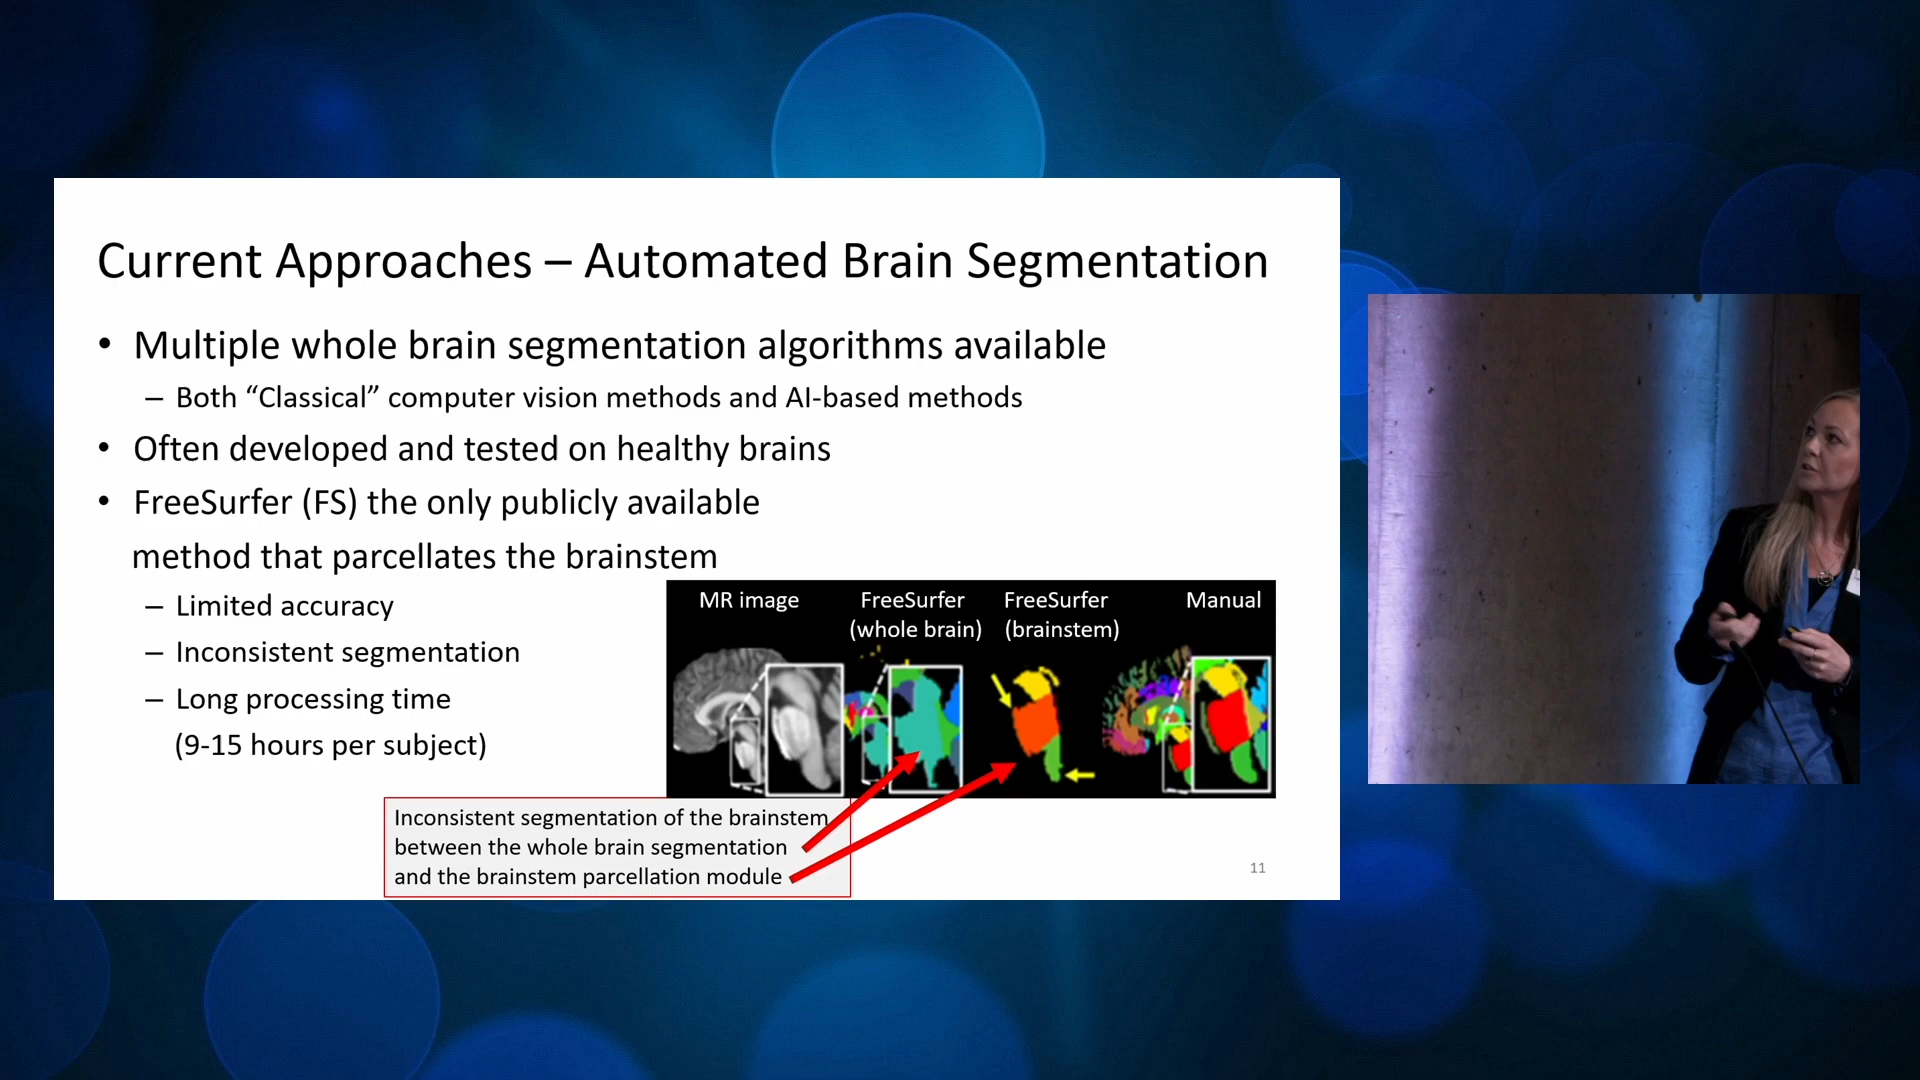 Current Approaches – Automated Brain Segmentation
• Multiple whole brain segmentation algorithms available
– Both “Classical” computer vision methods and AI-based methods
• Often developed and tested on healthy brains
• FreeSurfer (FS) the only publicly available
method that parcellates the brainstem
– Limited accuracy
– Inconsistent segmentation
– Long processing time
(9-15 hours per subject)
MR image
FreeSurfer
(whole brain)
FreeSurfer
(brainstem)
Manual
Inconsistent segmentation of the brainstem
between the whole brain segmentation
and the brainstem parcellation module
11